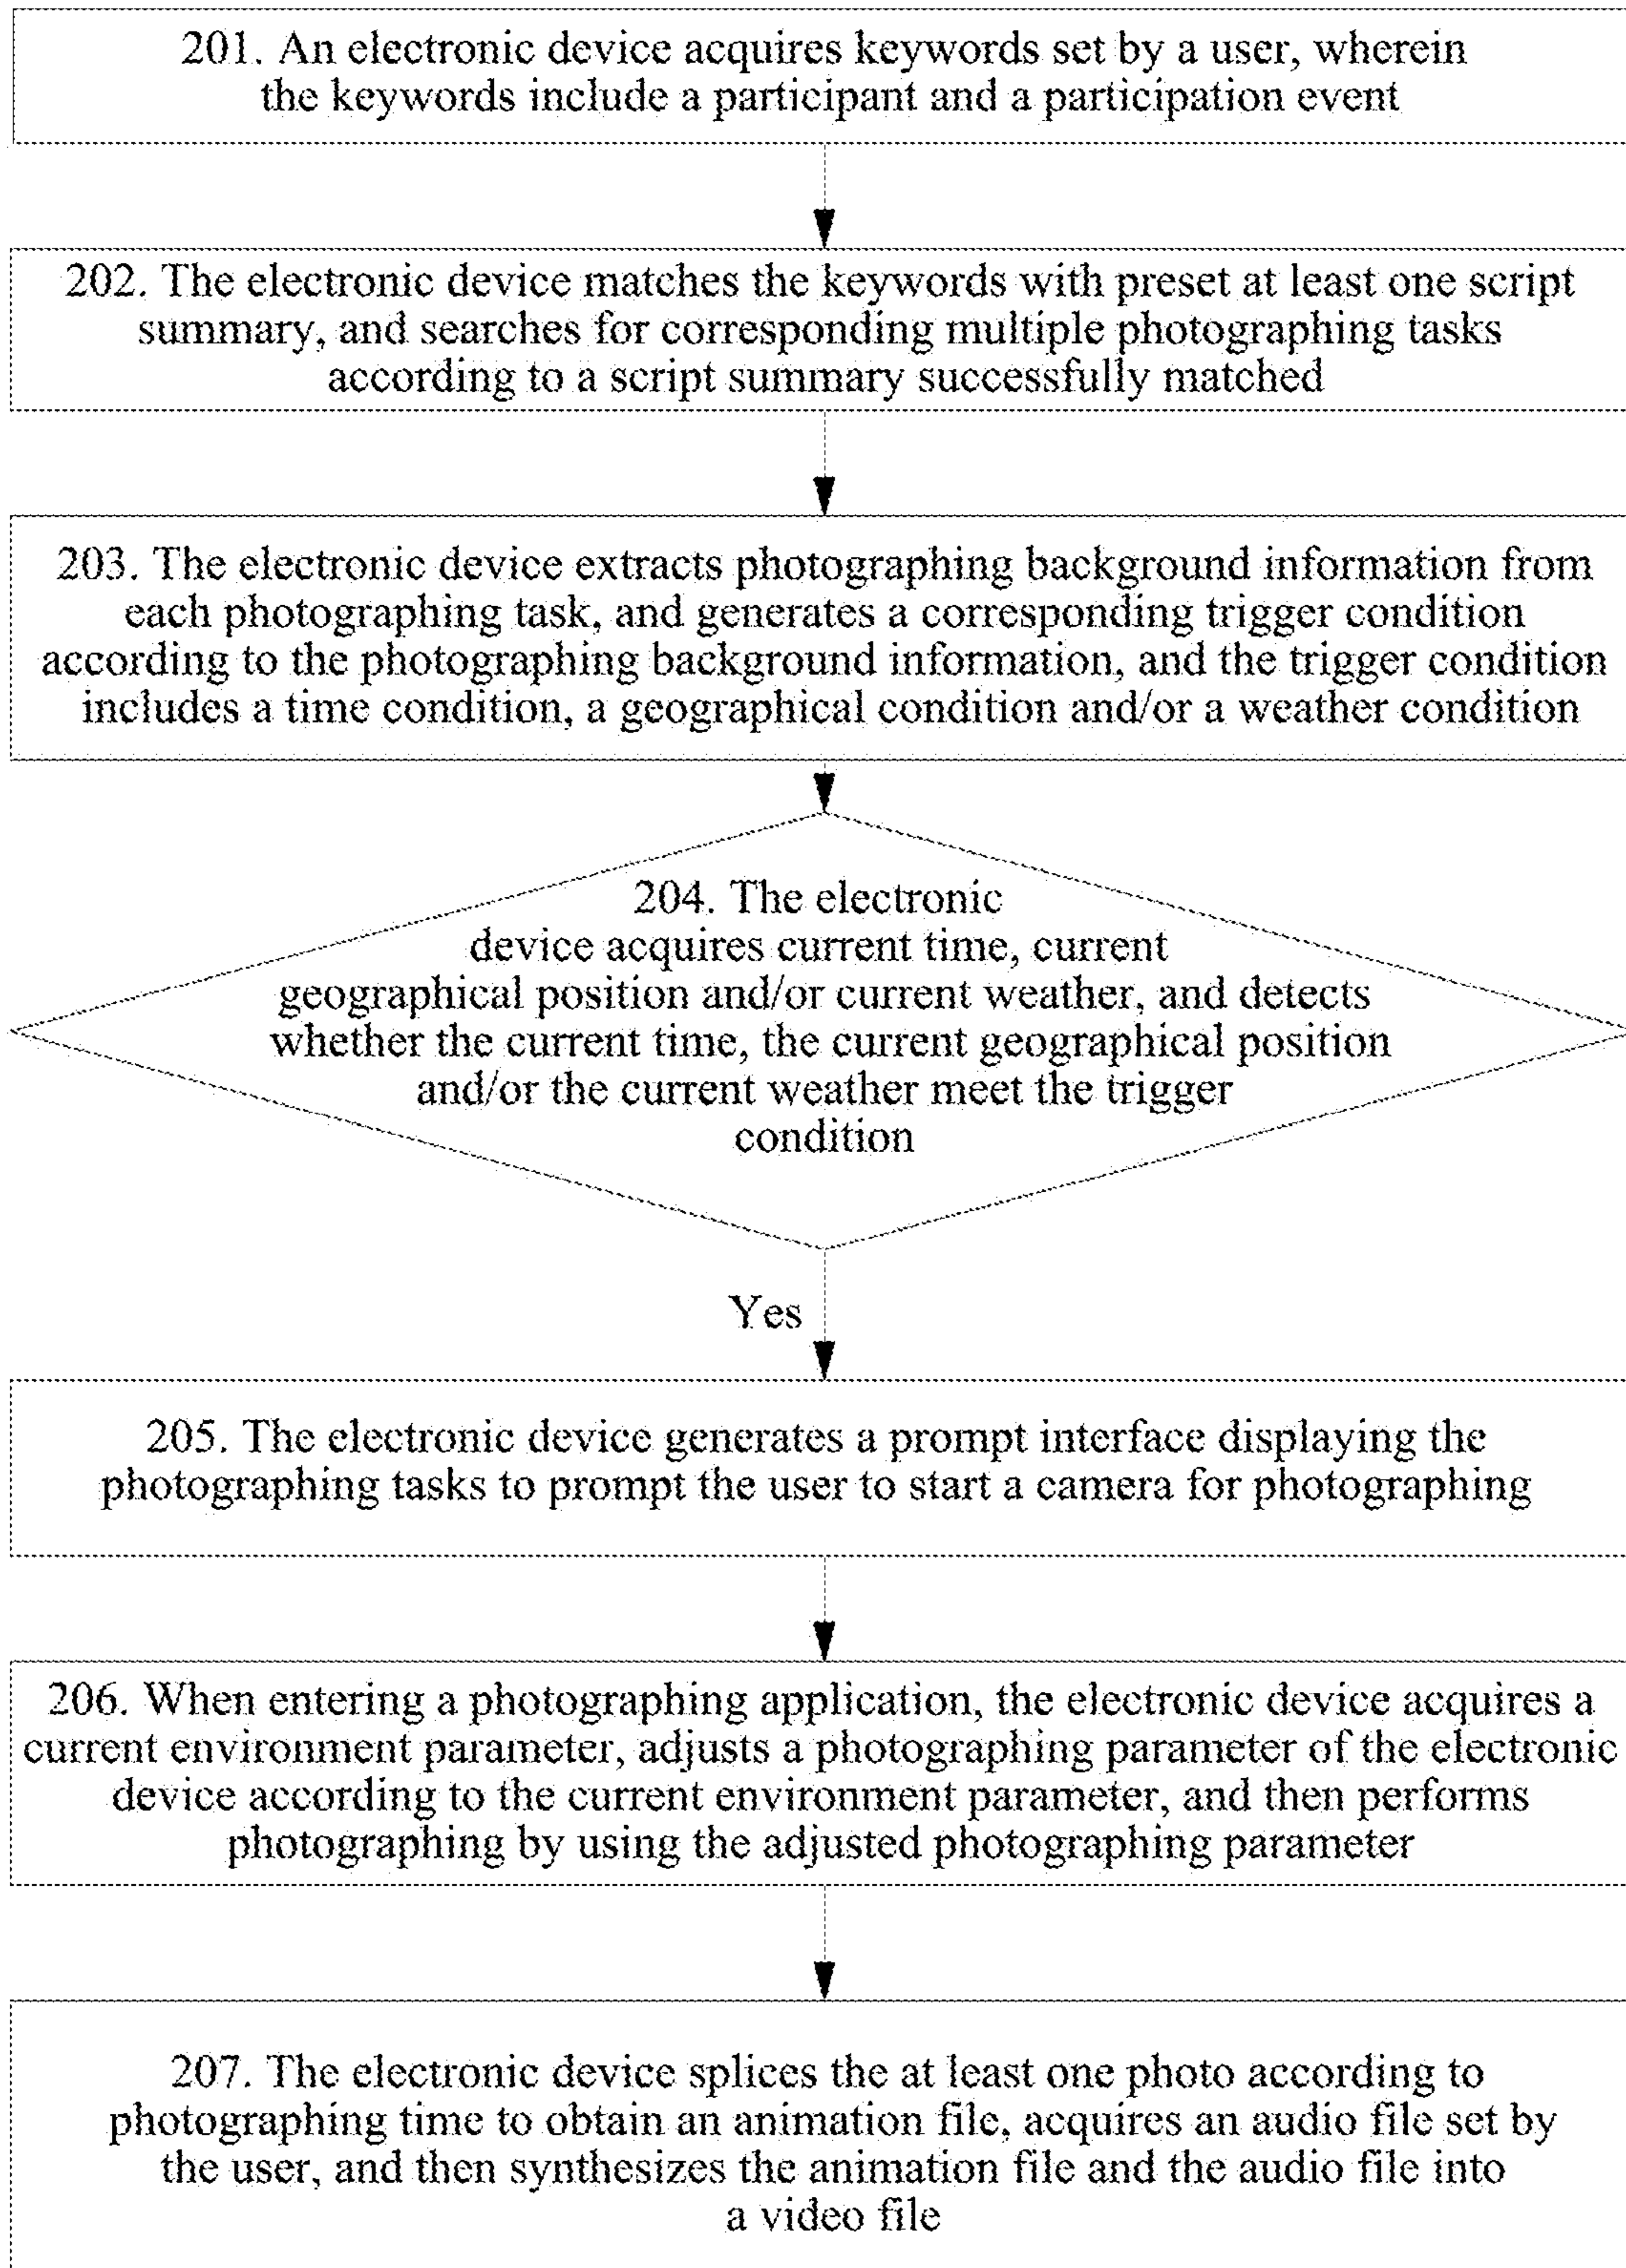 201. An electronic device acquires keywords set by a user, wherein
the keywords include a participant and a participation event
202. The electronic device matches the keywords with preset at least one script
summary, and searches for corresponding multiple photographing tasks
according to a script summary successfully matched
203. The electronic device extracts photographing background information from
each photographing task, and generates a corresponding trigger condition
according to the photographing background information, and the trigger condition
includes a time condition, a geographical condition and/or a weather condition
204. The electronic
device acquires current time, current
geographical position and/or current weather, and detects
whether the current time, the current geographical position
and/or the current weather meet the trigger
condition
Yes
205. The electronic device generates a prompt interface displaying the
photographing tasks to prompt the user to start a camera for photographing
206. When entering a photographing application, the electronic device acquires a
current environment parameter, adjusts a photographing parameter of the electronic
device according to the current environment parameter, and then performs
photographing by using the adjusted photographing parameter
207. The electronic device splices the at least one photo according to
photographing time to obtain an animation file, acquires an audio file set by
the user, and then synthesizes the animation file and the audio file into
a video file